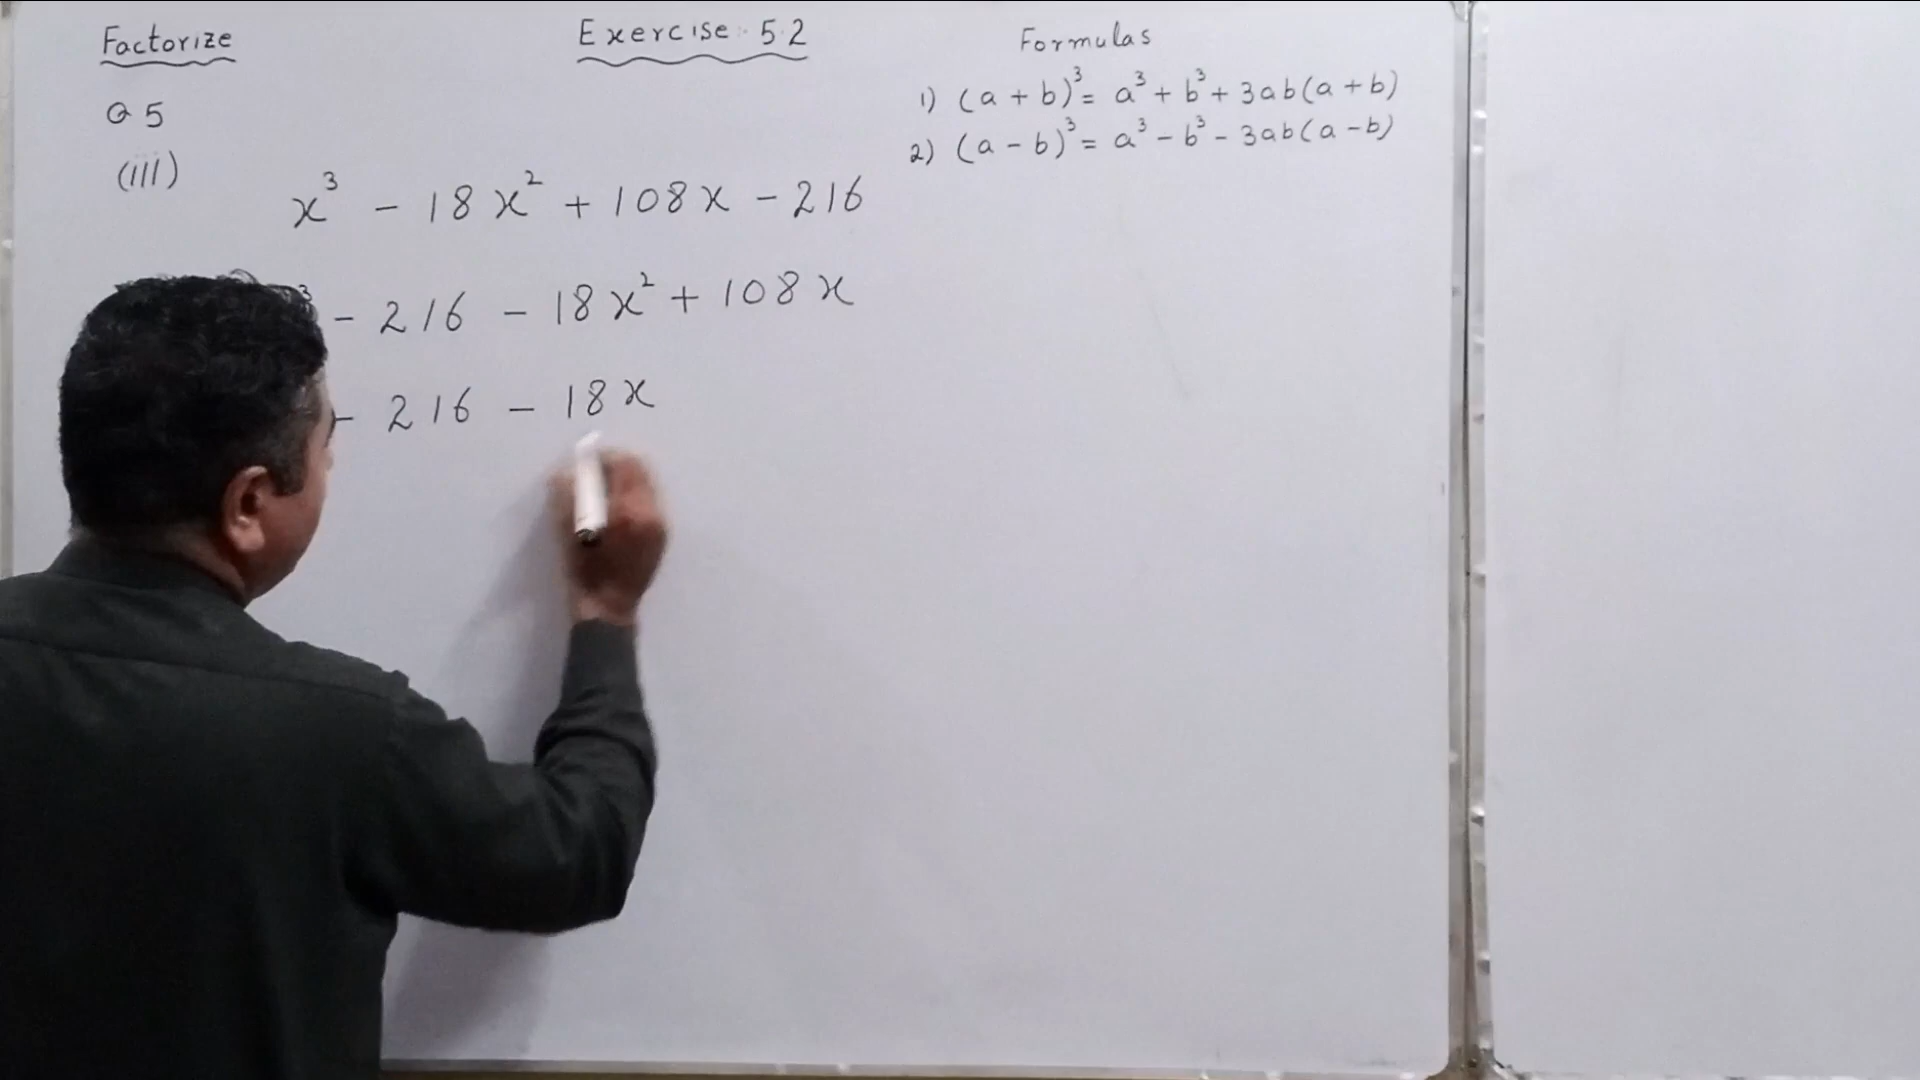 Factorize
Exercise 5.2
Formulas
1) (a + b)³ = a³ + b³ + 3ab(a + b)
2) (a - b)³ = a³ - b³ - 3ab(a - b)
Q 5
(iii)
x³ - 18x² + 108x - 216
³ - 216 - 18x² + 108x
- 216 - 18x